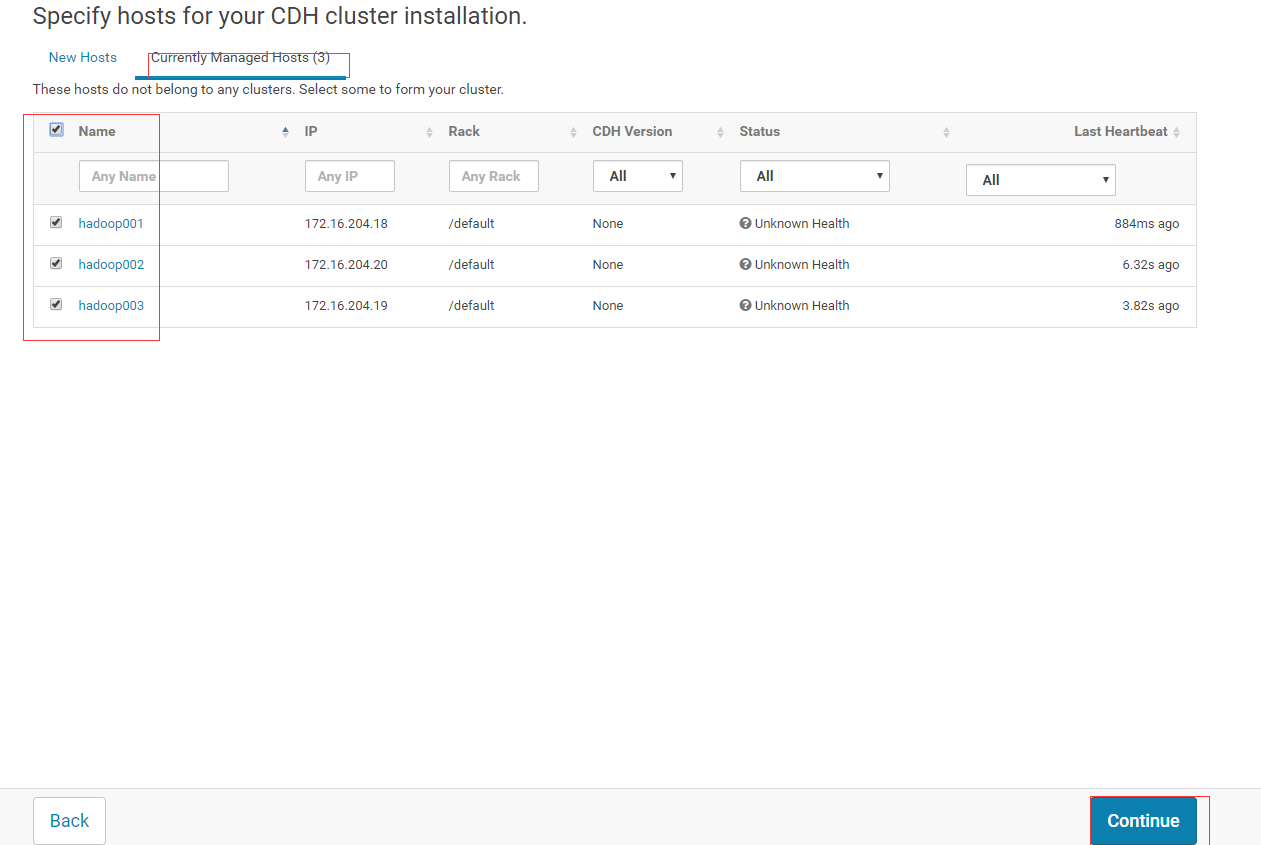 Specify hosts for your CDH cluster installation.
New Hosts Currently Managed Hosts (3)
These hosts do not belong to any clusters. Select some to form your cluster.
Name IP Rack CDH Version Status Last Heartbeat
Any Name Any IP Any Rack All All All
hadoop001 172.16.204.18 /default None Unknown Health 884ms ago
hadoop002 172.16.204.20 /default None Unknown Health 6.32s ago
hadoop003 172.16.204.19 /default None Unknown Health 3.82s ago
Back Continue